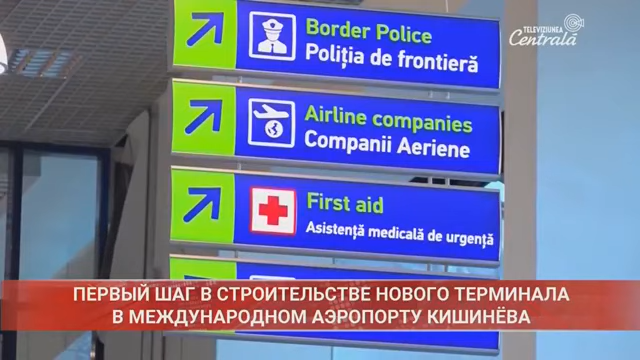 Border Police
Poliția de frontieră
TELEVIZIUNEA
Centrală
Airline companies
Companii Aeriene
First aid
Asistență medicală de urgență
ПЕРВЫЙ ШАГ В СТРОИТЕЛЬСТВЕ НОВОГО ТЕРМИНАЛА
В МЕЖДУНАРОДНОМ АЭРОПОРТУ КИШИНЁВА